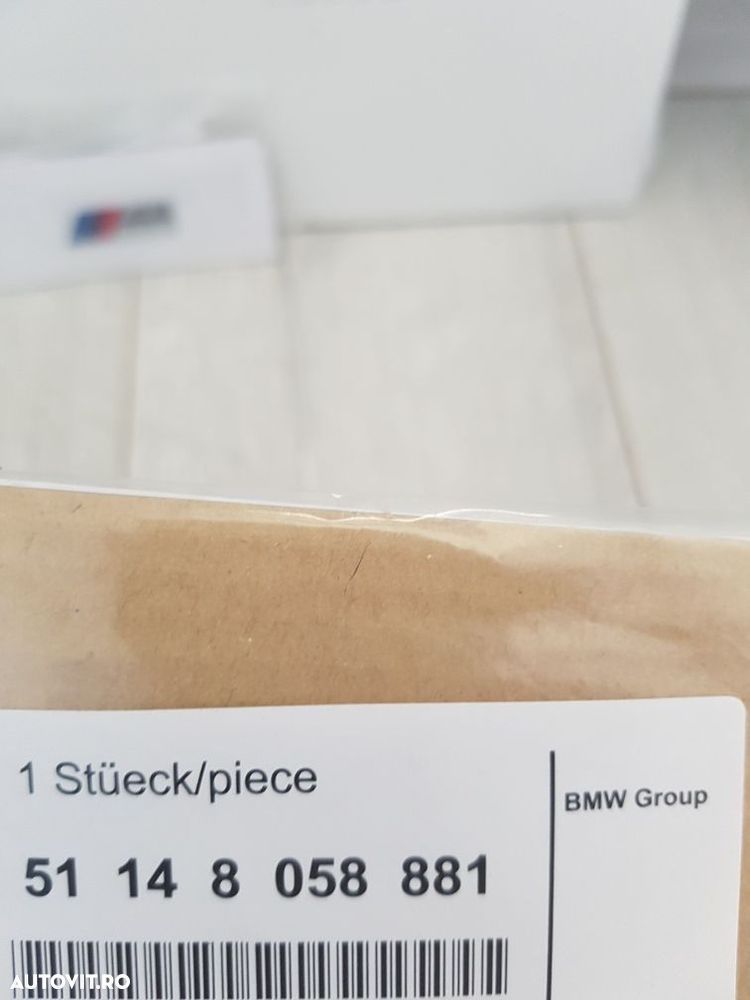 1 Stüeck/piece
BMW Group
51 14 8 058 881
AUTOVIT.RO